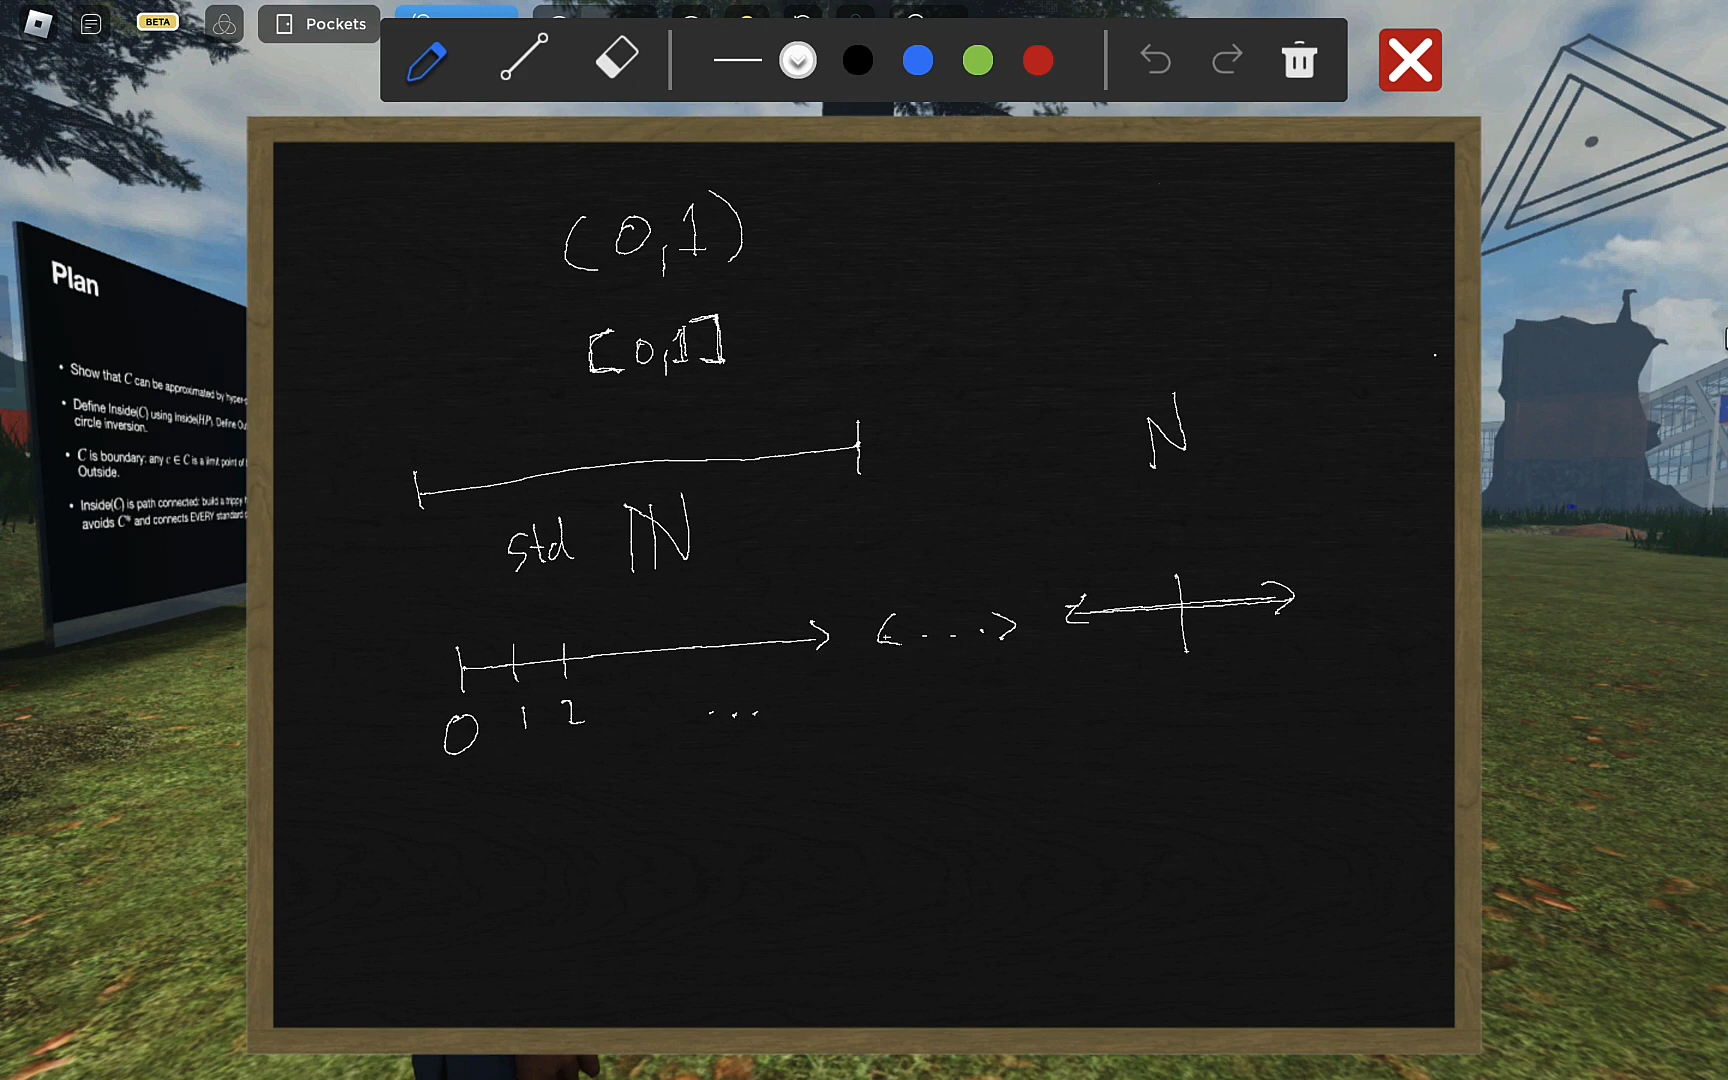 BETA
Pockets
Plan
• Show that C can be approximated by hyper-
• Define Inside(C) using Inside(H,P). Define Ou
circle inversion.
• C is boundary: any c ∈ C is a limit point of
Outside.
• Inside(C) is path connected: build a trippy
avoids C* and connects EVERY standard
(0,1)
[0,1]
N
std ℕ
0 1 2 ...